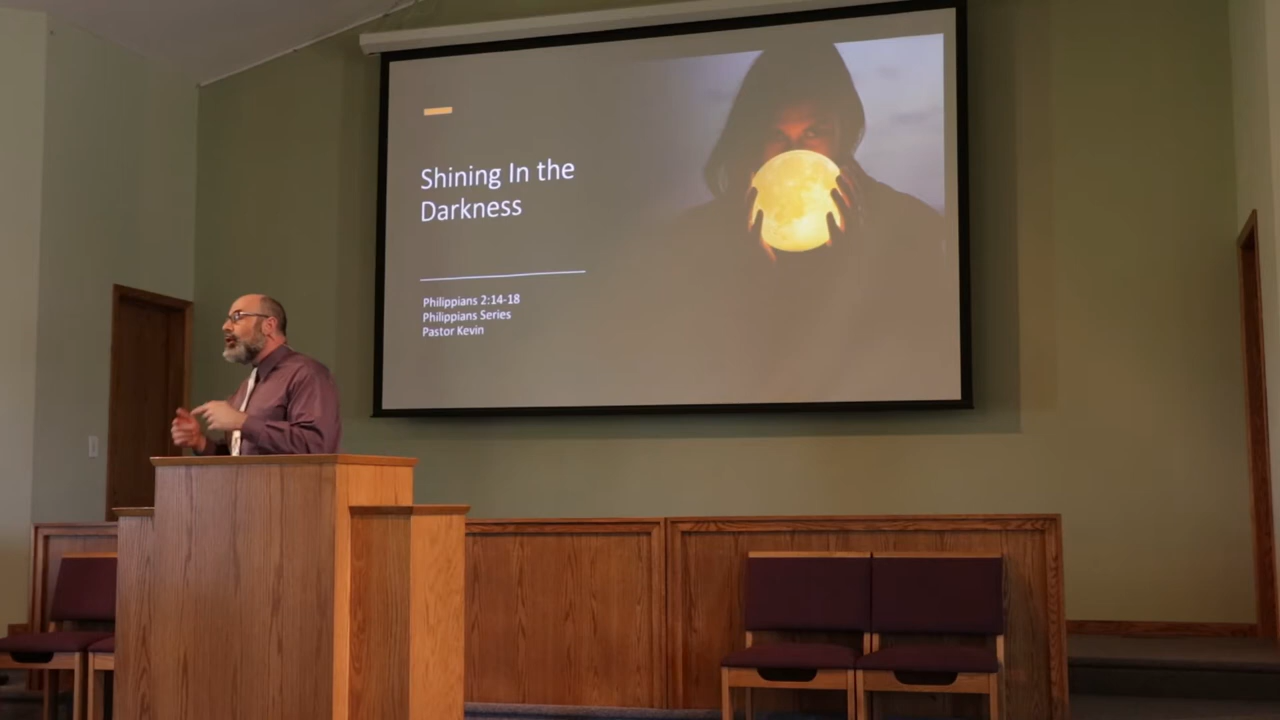 Shining In the
Darkness
Philippians 2:14-18
Philippians Series
Pastor Kevin